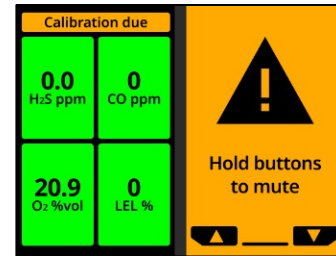 Calibration due
0.0
H₂S ppm
0
CO ppm
20.9
O₂ %vol
0
LEL %
!
Hold buttons
to mute